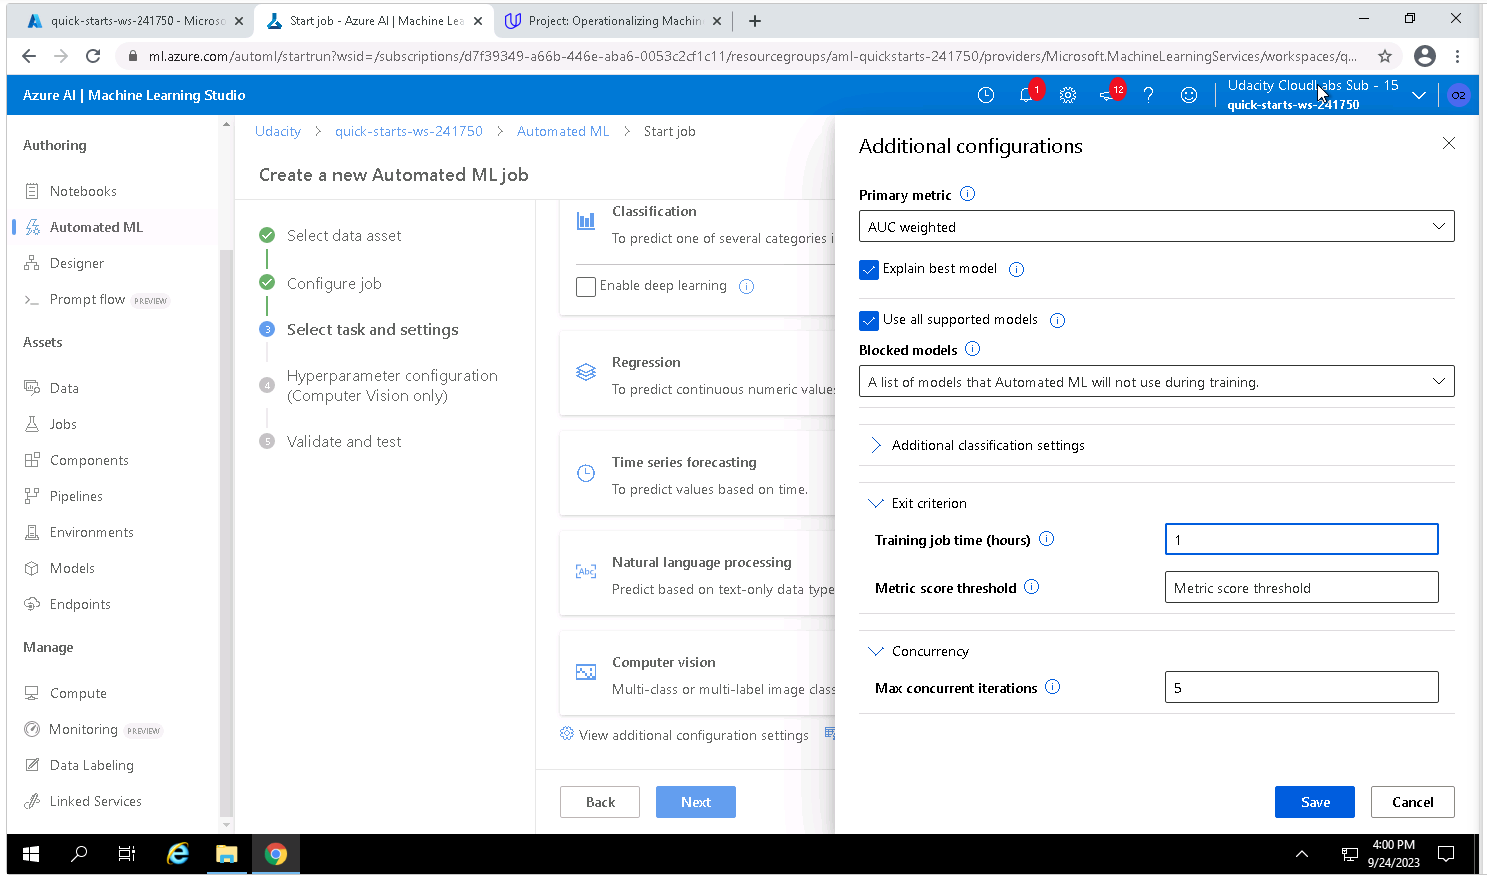 quick-starts-ws-241750 - Microso
Start job - Azure AI | Machine Lea
Project: Operationalizing Machin
ml.azure.com/automl/startrun?wsid=/subscriptions/d7f39349-a66b-446e-aba6-0053c2cf1c11/resourcegroups/aml-quickstarts-241750/providers/Microsoft.MachineLearningServices/workspaces/q...
Azure AI | Machine Learning Studio
1
12
?
Udacity CloudLabs Sub - 15
quick-starts-ws-241750
O2
Authoring
Notebooks
Automated ML
Designer
Prompt flow PREVIEW
Assets
Data
Jobs
Components
Pipelines
Environments
Models
Endpoints
Manage
Compute
Monitoring PREVIEW
Data Labeling
Linked Services
Udacity > quick-starts-ws-241750 > Automated ML > Start job
Create a new Automated ML job
Select data asset
Configure job
3 Select task and settings
4 Hyperparameter configuration
(Computer Vision only)
5 Validate and test
Classification
To predict one of several categories i
Enable deep learning
Regression
To predict continuous numeric values
Time series forecasting
To predict values based on time.
Abc
Natural language processing
Predict based on text-only data type
Computer vision
Multi-class or multi-label image class
View additional configuration settings
Back
Next
Additional configurations
Primary metric
AUC weighted
Explain best model
Use all supported models
Blocked models
A list of models that Automated ML will not use during training.
Additional classification settings
Exit criterion
Training job time (hours)
1
Metric score threshold
Metric score threshold
Concurrency
Max concurrent iterations
5
Save
Cancel
4:00 PM
9/24/2023